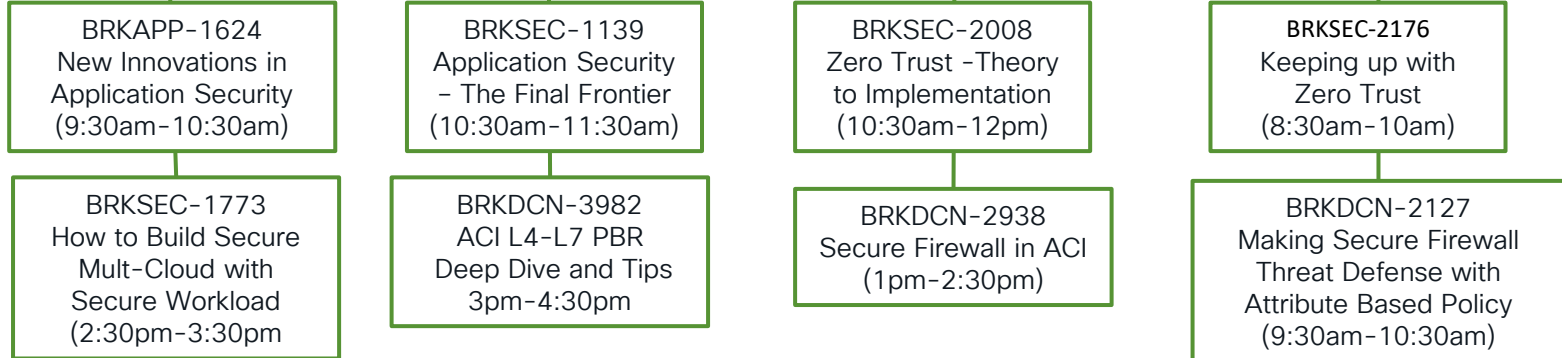 BRKAPP-1624
New Innovations in
Application Security
(9:30am-10:30am)
BRKSEC-1773
How to Build Secure
Mult-Cloud with
Secure Workload
(2:30pm-3:30pm
BRKSEC-1139
Application Security
– The Final Frontier
(10:30am-11:30am)
BRKDCN-3982
ACI L4-L7 PBR
Deep Dive and Tips
3pm-4:30pm
BRKSEC-2008
Zero Trust -Theory
to Implementation
(10:30am-12pm)
BRKDCN-2938
Secure Firewall in ACI
(1pm-2:30pm)
BRKSEC-2176
Keeping up with
Zero Trust
(8:30am-10am)
BRKDCN-2127
Making Secure Firewall
Threat Defense with
Attribute Based Policy
(9:30am-10:30am)